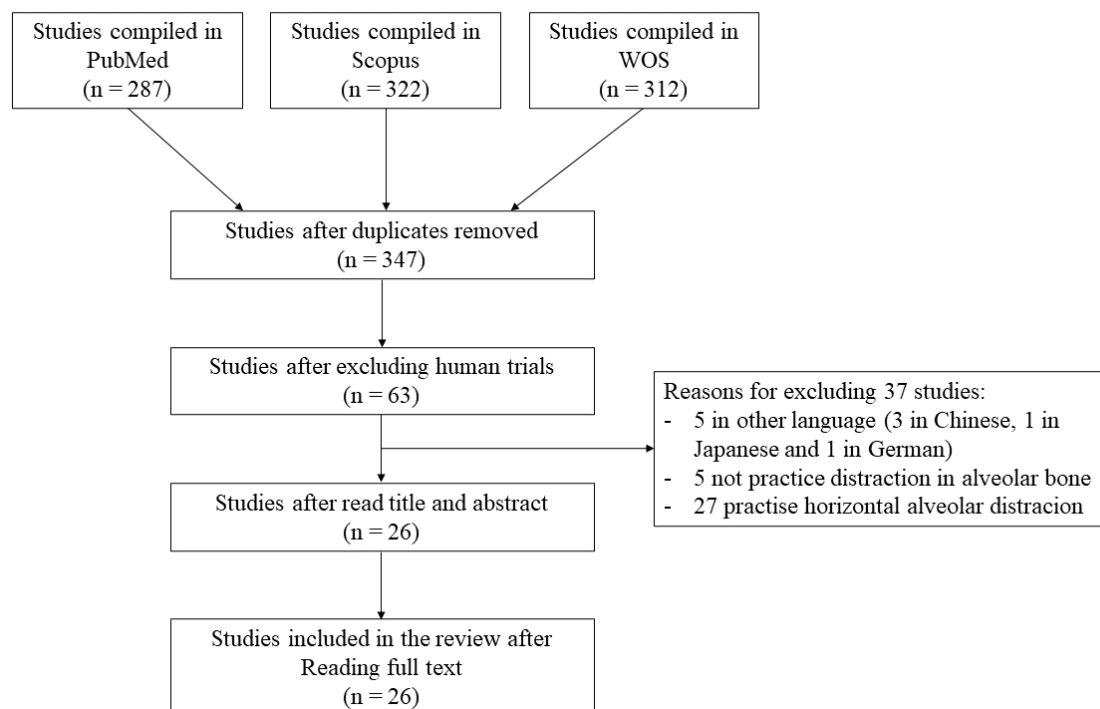 Studies compiled in
PubMed
(n = 287)
Studies compiled in
Scopus
(n = 322)
Studies compiled in
WOS
(n = 312)
Studies after duplicates removed
(n = 347)
Studies after excluding human trials
(n = 63)
Reasons for excluding 37 studies:
- 5 in other language (3 in Chinese, 1 in
Japanese and 1 in German)
- 5 not practice distraction in alveolar bone
- 27 practise horizontal alveolar distracion
Studies after read title and abstract
(n = 26)
Studies included in the review after
Reading full text
(n = 26)